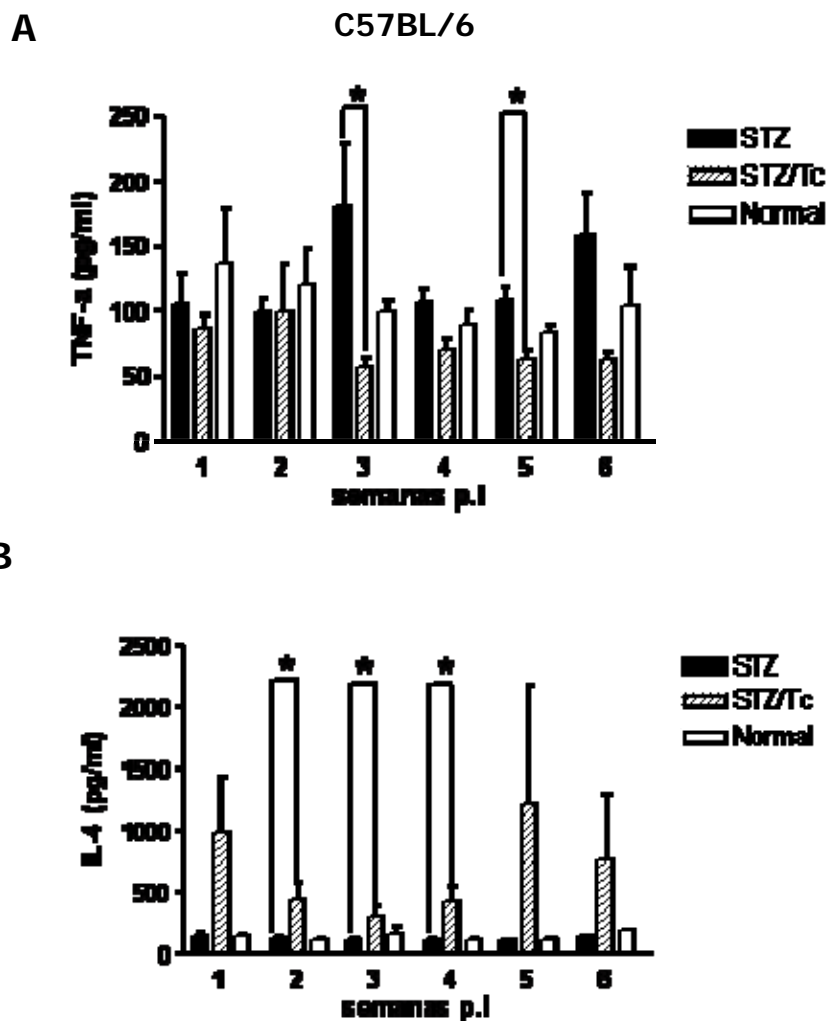 A
C57BL/6
*
*
250
200
150
100
50
0
TNF-a (pg/ml)
STZ
STZ/Tc
Normal
1 2 3 4 5 6
semanas p.i
B
*
*
*
2500
2000
1500
1000
500
0
IL-4 (pg/ml)
STZ
STZ/Tc
Normal
1 2 3 4 5 6
semanas p.i